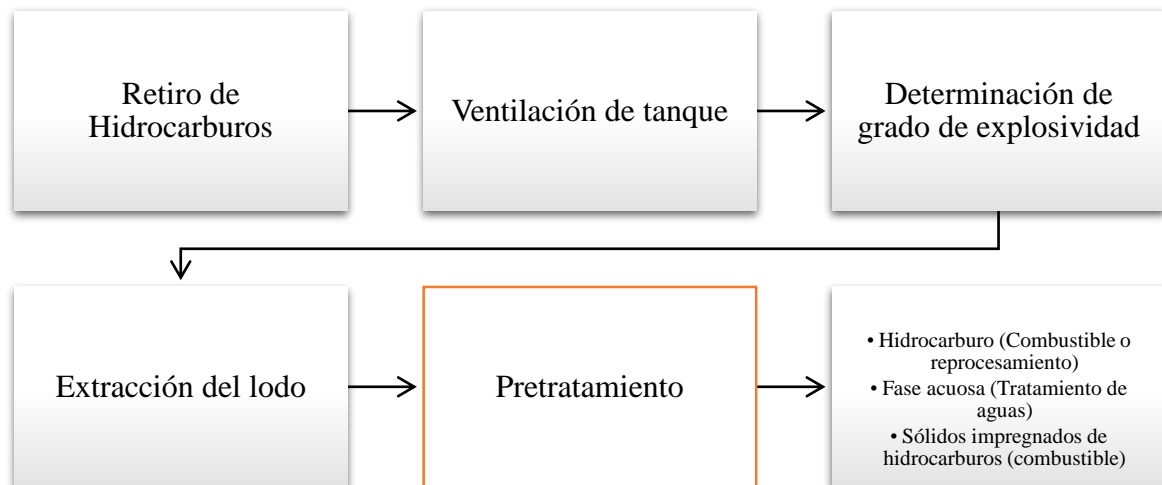 Retiro de
Hidrocarburos
Ventilación de tanque
Determinación de
grado de explosividad
Extracción del lodo
Pretratamiento
• Hidrocarburo (Combustible o
reprocesamiento)
• Fase acuosa (Tratamiento de
aguas)
• Sólidos impregnados de
hidrocarburos (combustible)